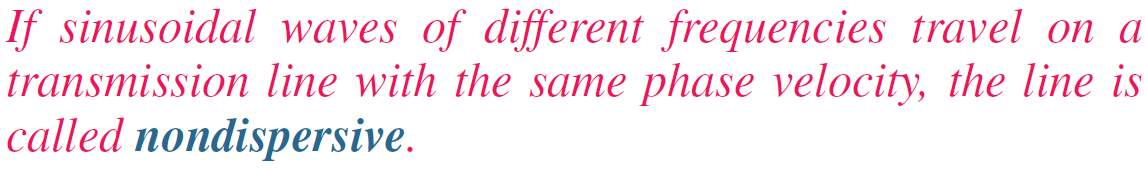 If sinusoidal waves of different frequencies travel on a
transmission line with the same phase velocity, the line is
called nondispersive.